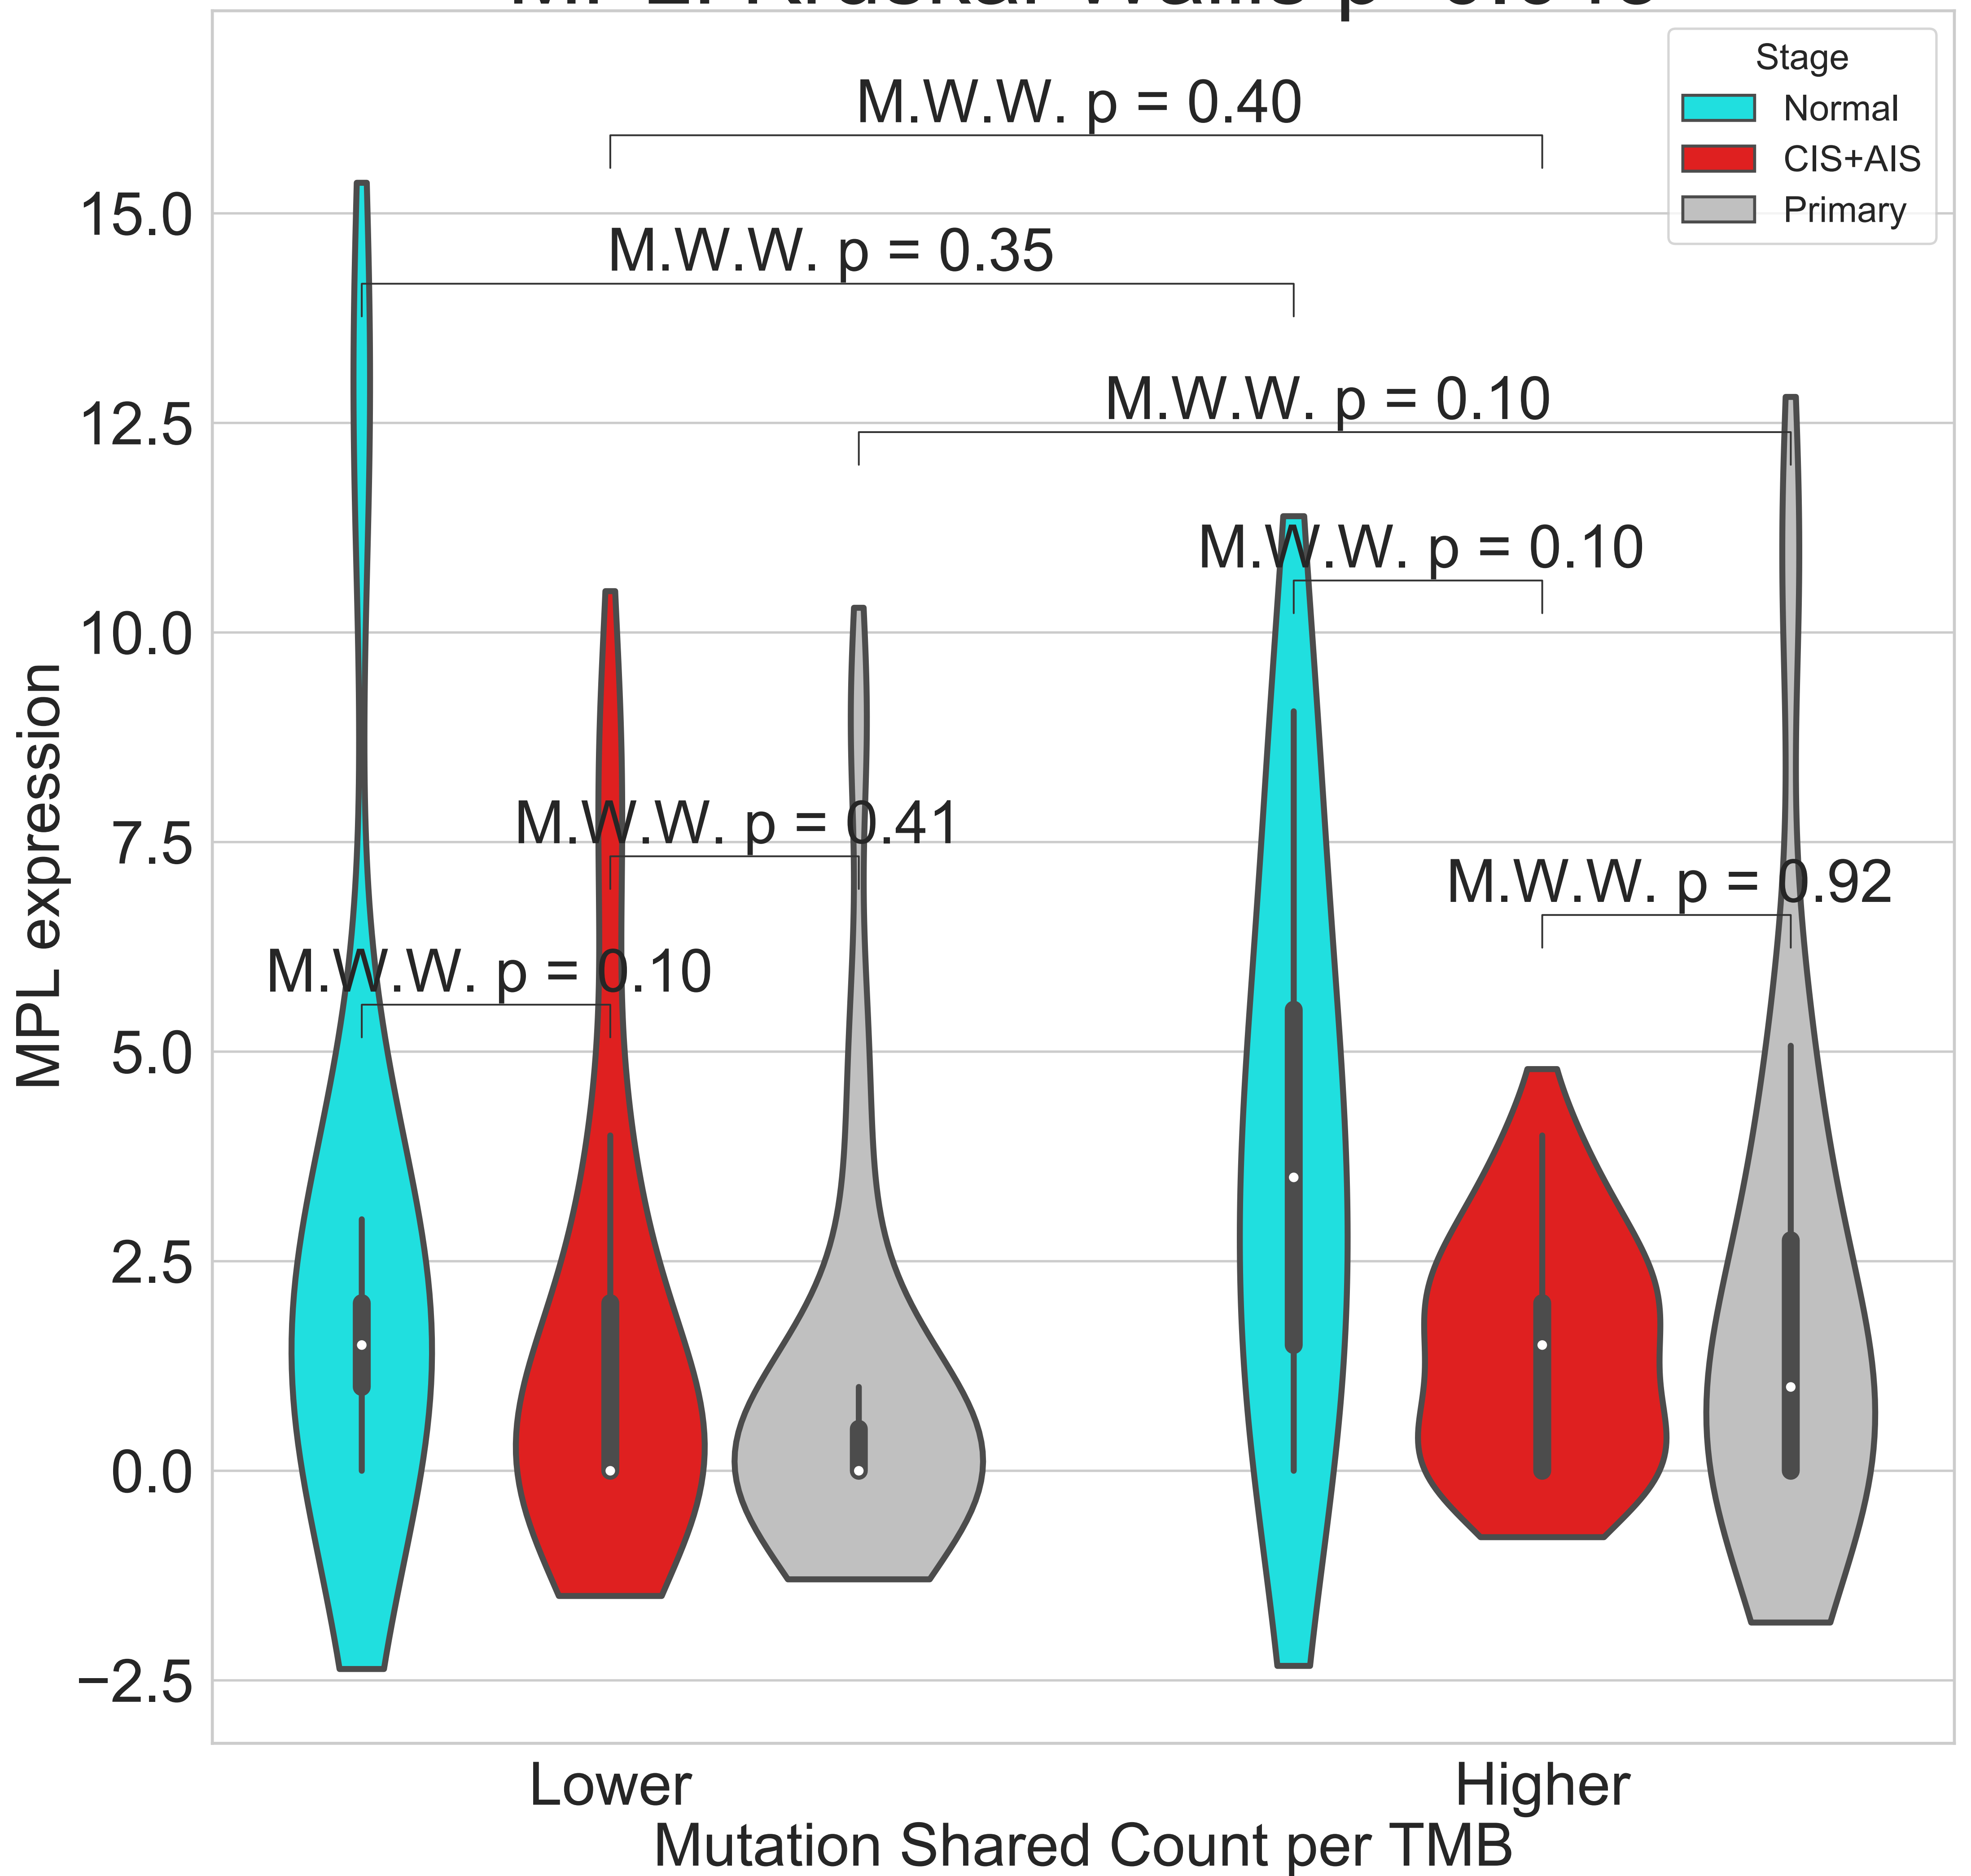 Stage
Normal
CIS+AIS
Primary
M.W.W. p = 0.40
M.W.W. p = 0.35
M.W.W. p = 0.10
M.W.W. p = 0.10
M.W.W. p = 0.41
M.W.W. p = 0.92
M.W.W. p = 0.10
15.0
12.5
10.0
7.5
5.0
2.5
0.0
−2.5
MPL expression
Lower
Higher
Mutation Shared Count per TMB